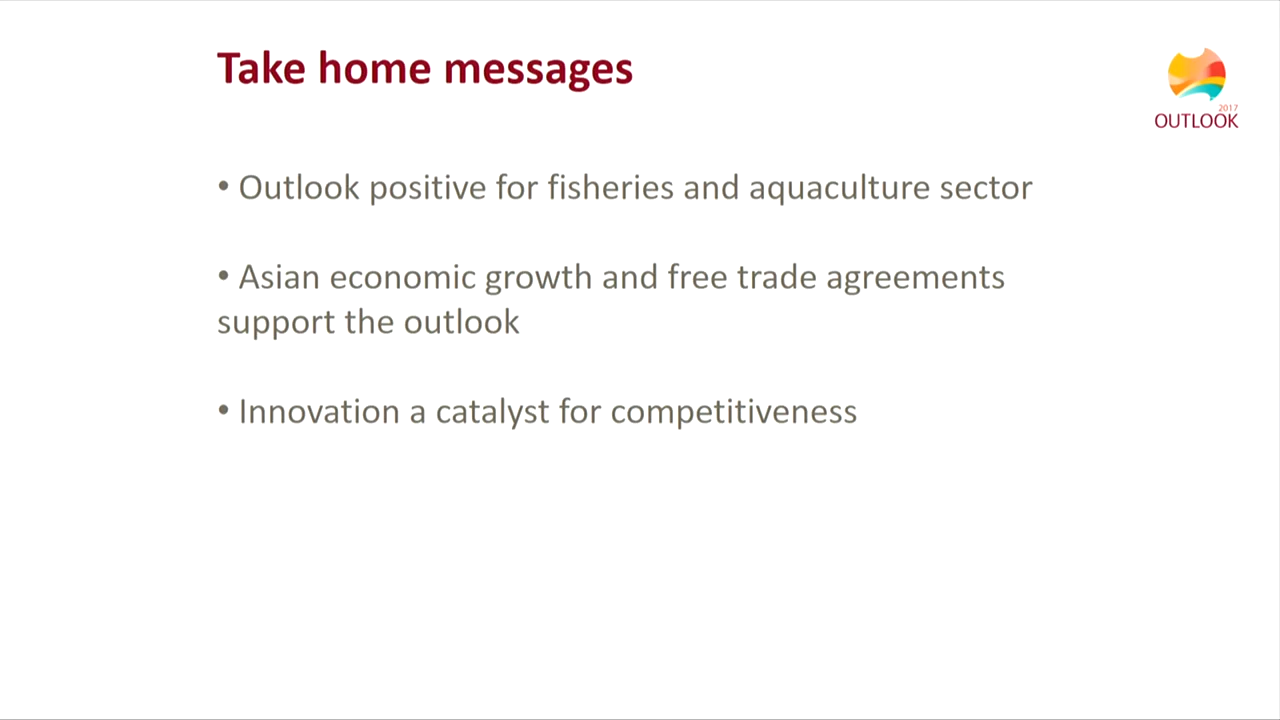 Take home messages
2017
OUTLOOK
• Outlook positive for fisheries and aquaculture sector
• Asian economic growth and free trade agreements
support the outlook
• Innovation a catalyst for competitiveness